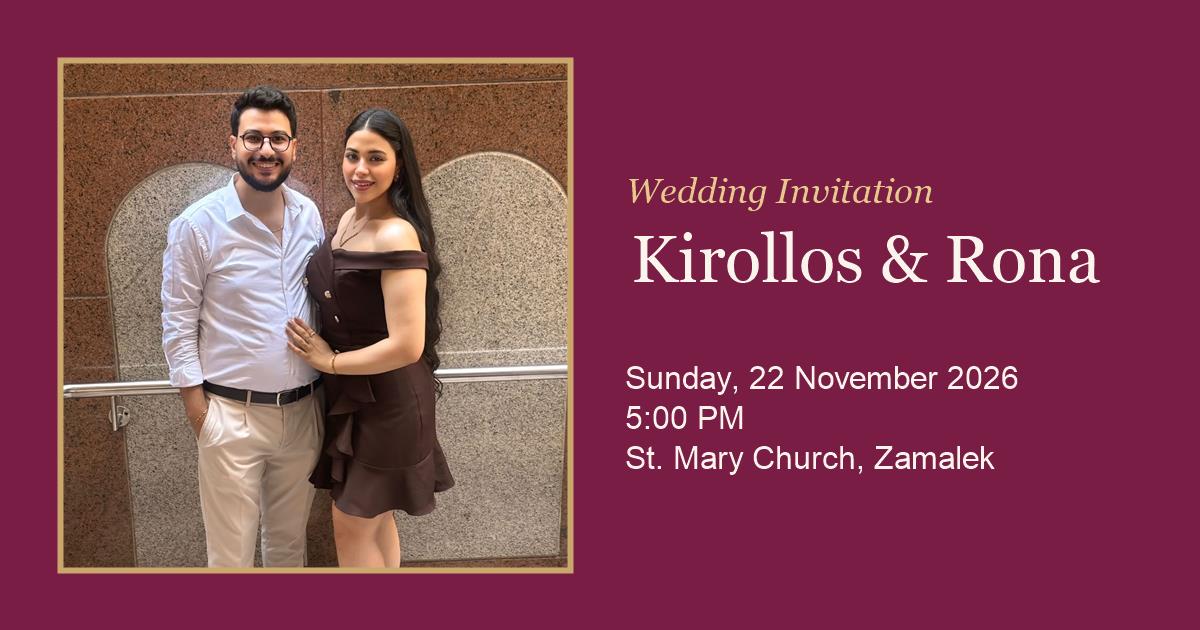 Wedding Invitation
Kirollos & Rona
Sunday, 22 November 2026
5:00 PM
St. Mary Church, Zamalek